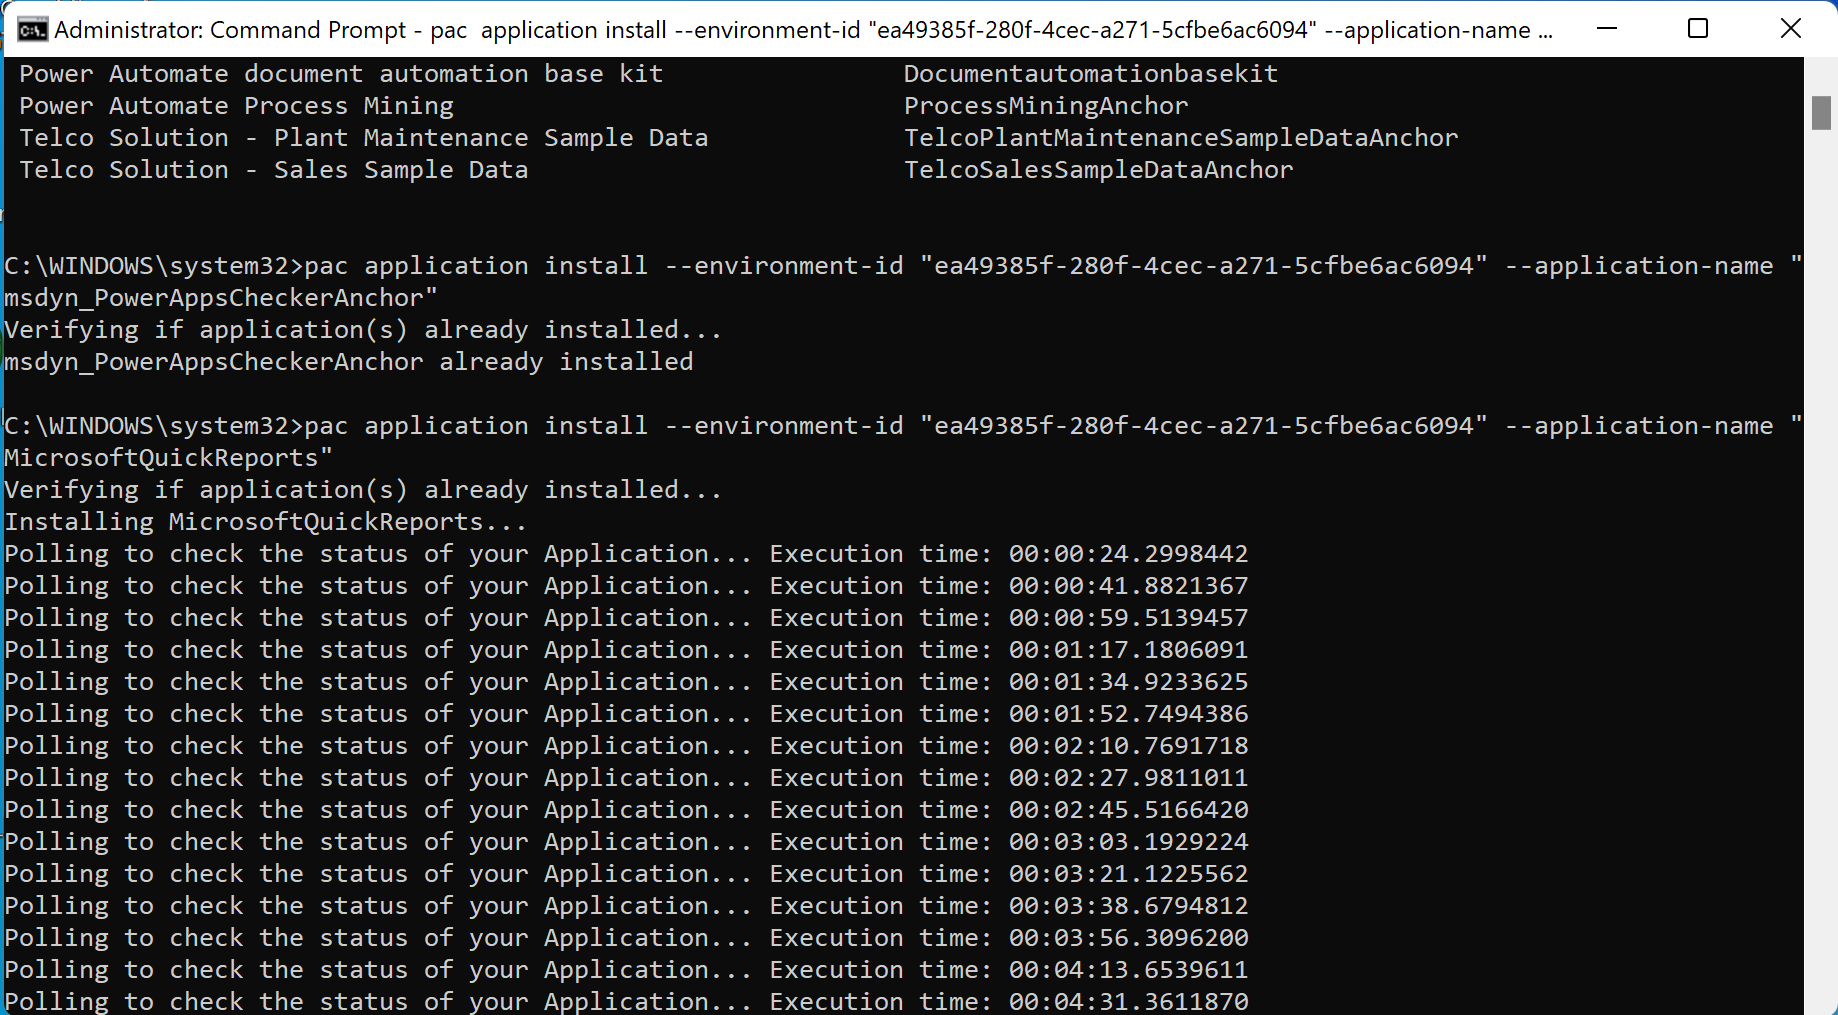 Administrator: Command Prompt - pac  application install --environment-id "ea49385f-280f-4cec-a271-5cfbe6ac6094" --application-name ...
Power Automate document automation base kit                Documentautomationbasekit
Power Automate Process Mining                              ProcessMiningAnchor
Telco Solution - Plant Maintenance Sample Data             TelcoPlantMaintenanceSampleDataAnchor
Telco Solution - Sales Sample Data                         TelcoSalesSampleDataAnchor
C:\WINDOWS\system32>pac application install --environment-id "ea49385f-280f-4cec-a271-5cfbe6ac6094" --application-name "
msdyn_PowerAppsCheckerAnchor"
Verifying if application(s) already installed...
msdyn_PowerAppsCheckerAnchor already installed
C:\WINDOWS\system32>pac application install --environment-id "ea49385f-280f-4cec-a271-5cfbe6ac6094" --application-name "
MicrosoftQuickReports"
Verifying if application(s) already installed...
Installing MicrosoftQuickReports...
Polling to check the status of your Application... Execution time: 00:00:24.2998442
Polling to check the status of your Application... Execution time: 00:00:41.8821367
Polling to check the status of your Application... Execution time: 00:00:59.5139457
Polling to check the status of your Application... Execution time: 00:01:17.1806091
Polling to check the status of your Application... Execution time: 00:01:34.9233625
Polling to check the status of your Application... Execution time: 00:01:52.7494386
Polling to check the status of your Application... Execution time: 00:02:10.7691718
Polling to check the status of your Application... Execution time: 00:02:27.9811011
Polling to check the status of your Application... Execution time: 00:02:45.5166420
Polling to check the status of your Application... Execution time: 00:03:03.1929224
Polling to check the status of your Application... Execution time: 00:03:21.1225562
Polling to check the status of your Application... Execution time: 00:03:38.6794812
Polling to check the status of your Application... Execution time: 00:03:56.3096200
Polling to check the status of your Application... Execution time: 00:04:13.6539611
Polling to check the status of your Application... Execution time: 00:04:31.3611870